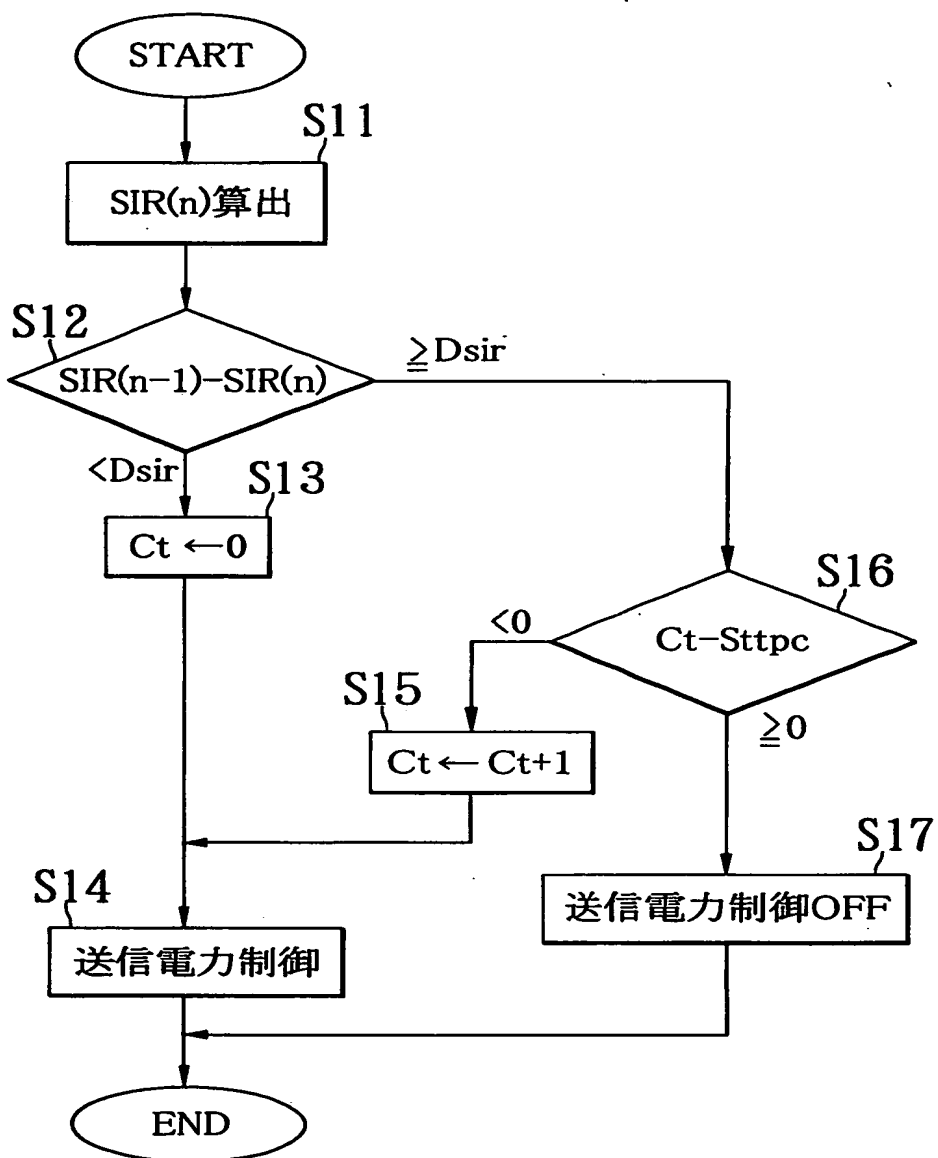 START
S11
SIR(n)算出
S12
SIR(n−1)−SIR(n)
≧Dsir
<Dsir
S13
Ct ←0
S16
Ct−Sttpc
<0
≧0
S15
Ct ← Ct+1
S17
送信電力制御OFF
S14
送信電力制御
END